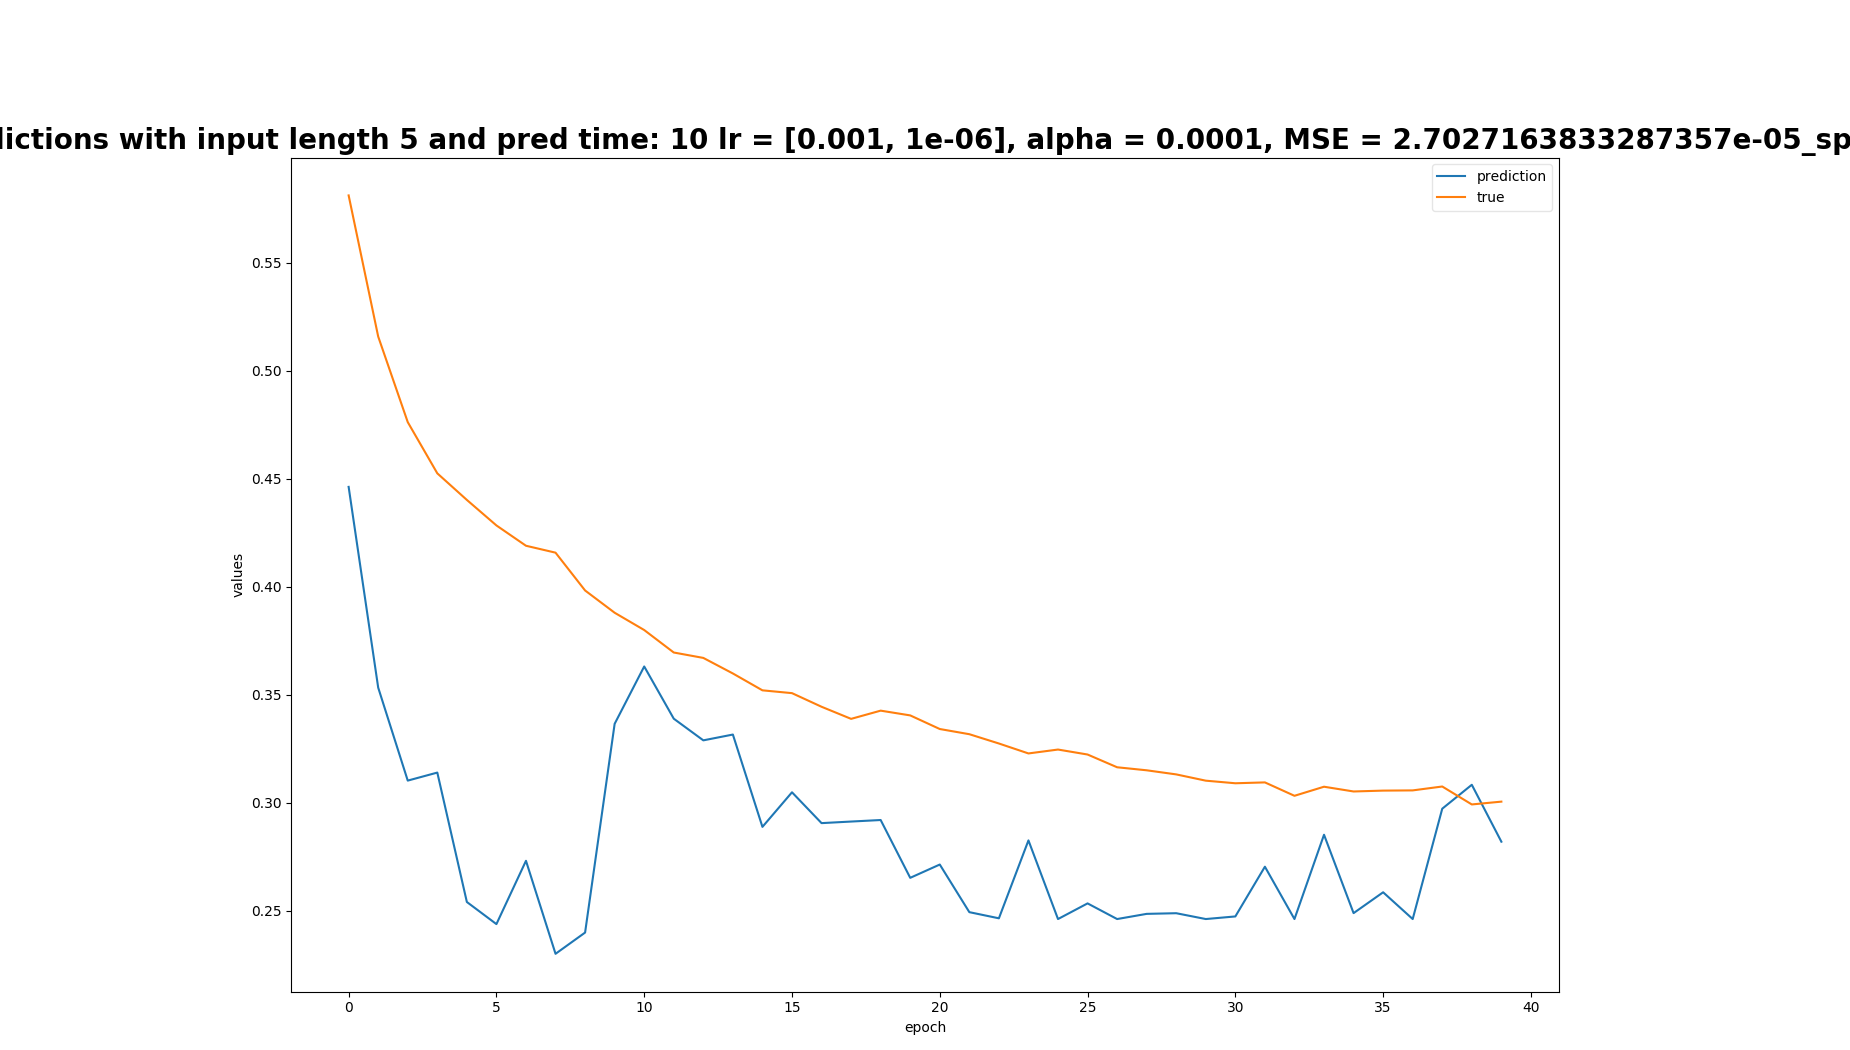 dictions with input length 5 and pred time: 10 lr = [0.001, 1e-06], alpha = 0.0001, MSE = 2.7027163833287357e-05_sp
prediction
true
0.55
0.50
0.45
0.40
0.35
0.30
0.25
values
0 5 10 15 20 25 30 35 40
epoch